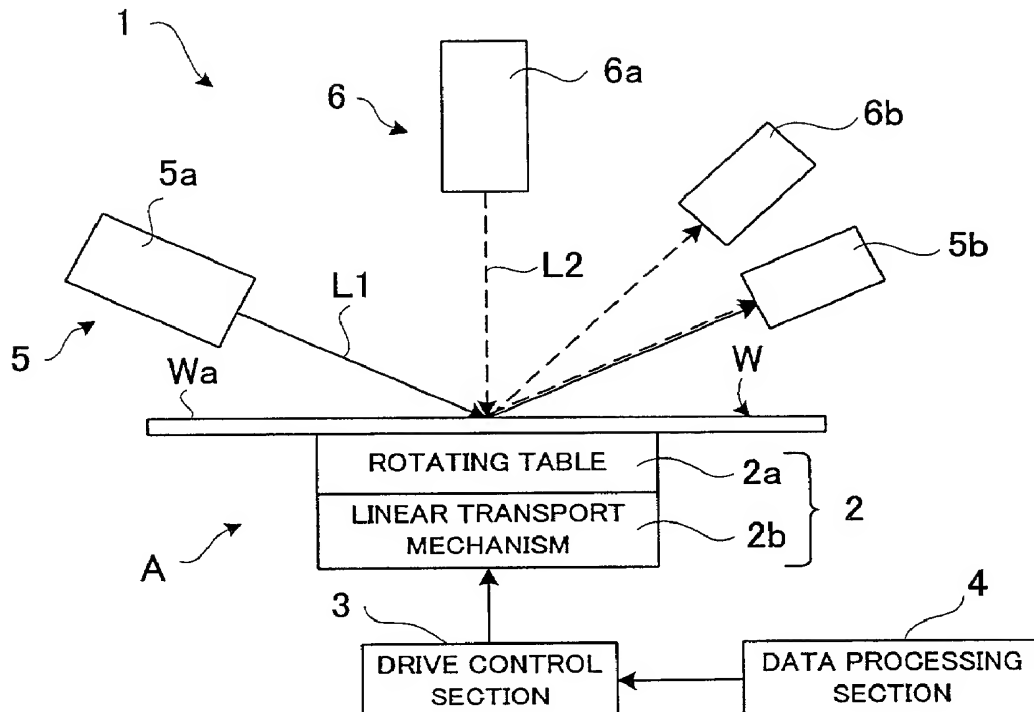 1
6
6a
6b
5a
5b
L2
L1
5
Wa
W
ROTATING TABLE
2a
LINEAR TRANSPORT
MECHANISM
2b
2
A
3
4
DRIVE CONTROL
SECTION
DATA PROCESSING
SECTION